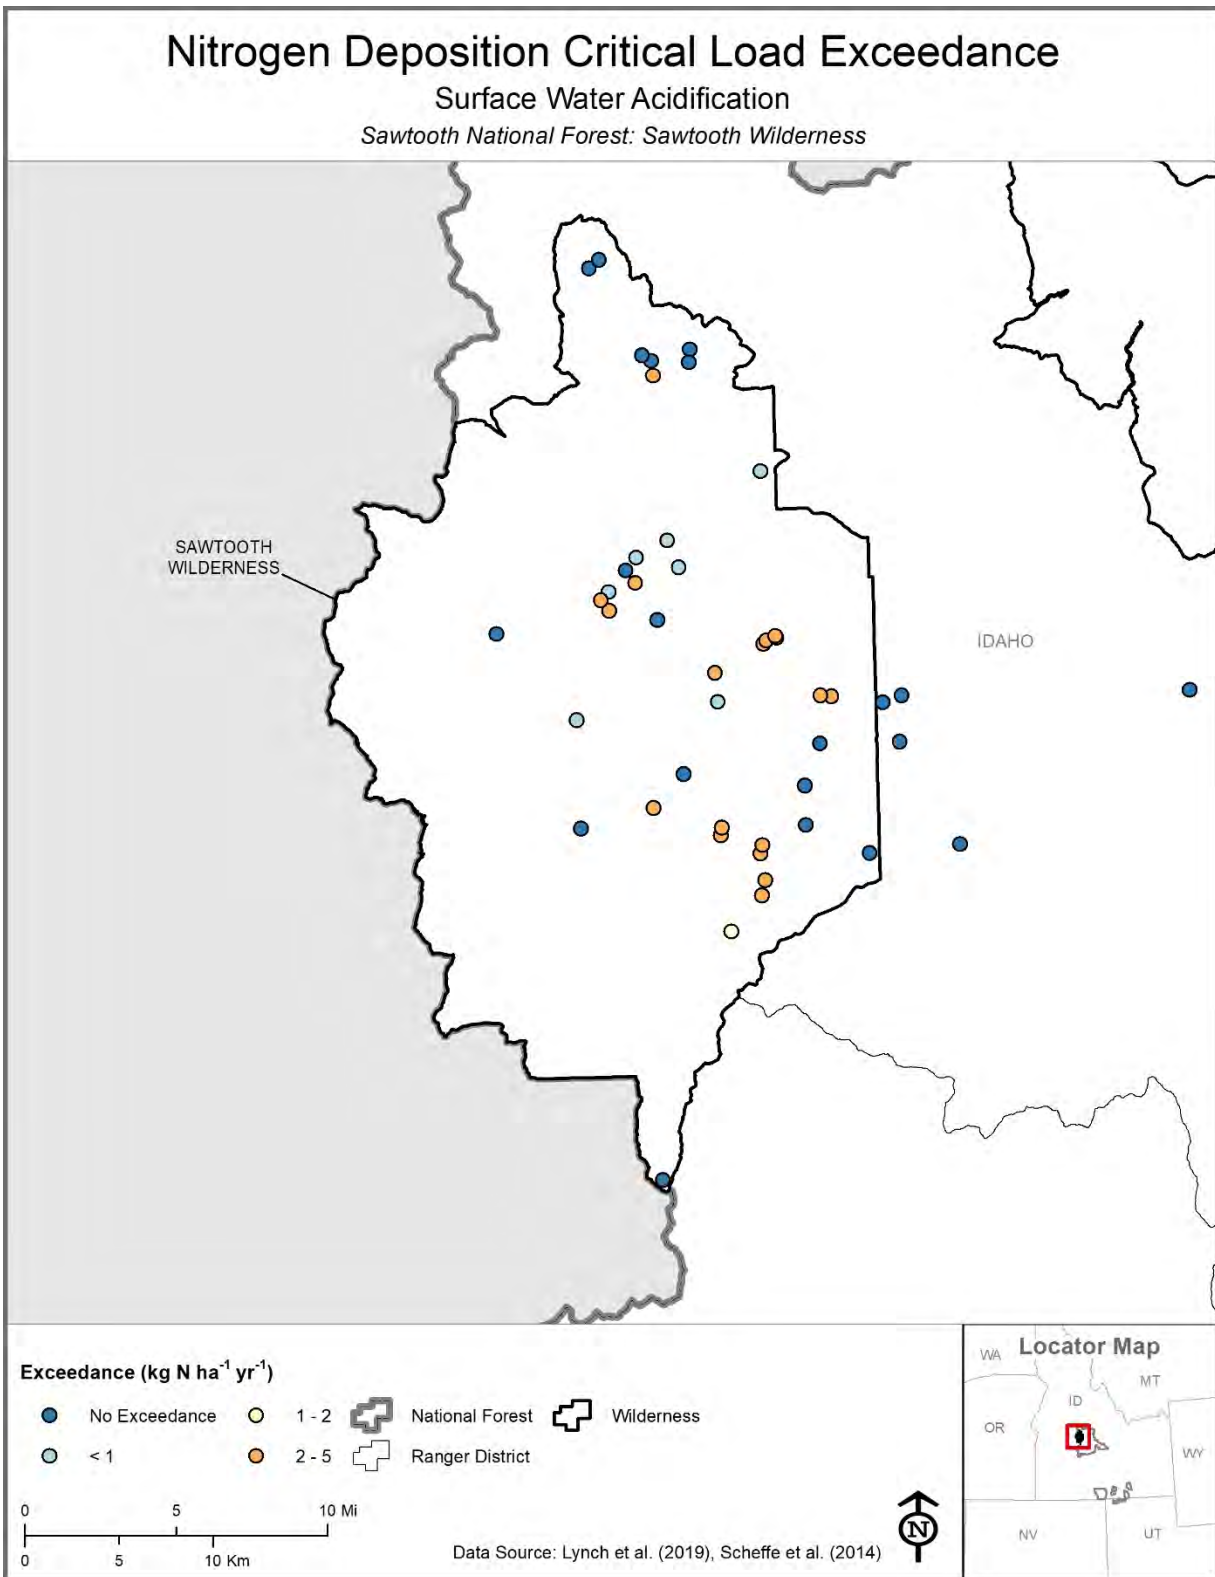 Nitrogen Deposition Critical Load Exceedance
Surface Water Acidification
Sawtooth National Forest: Sawtooth Wilderness
SAWTOOTH
WILDERNESS
IDAHO
Exceedance (kg N ha⁻¹ yr⁻¹)
No Exceedance
1 - 2
National Forest
Wilderness
< 1
2 - 5
Ranger District
0 5 10 Mi
0 5 10 Km
Data Source: Lynch et al. (2019), Scheffe et al. (2014)
N
Locator Map
WA
MT
ID
OR
WY
NV
UT